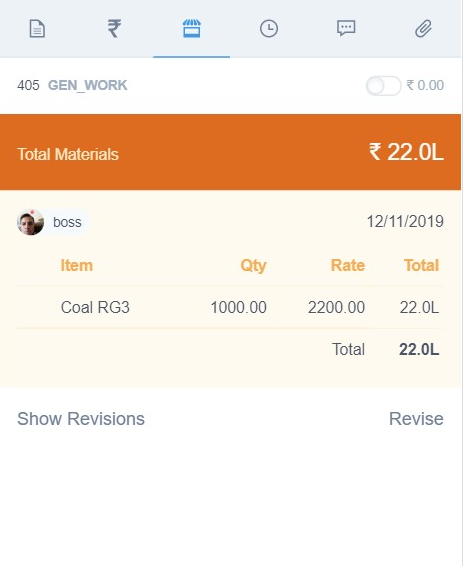 ₹
405 GEN_WORK ₹ 0.00
Total Materials ₹ 22.0L
boss 12/11/2019
Item Qty Rate Total
Coal RG3 1000.00 2200.00 22.0L
Total 22.0L
Show Revisions Revise